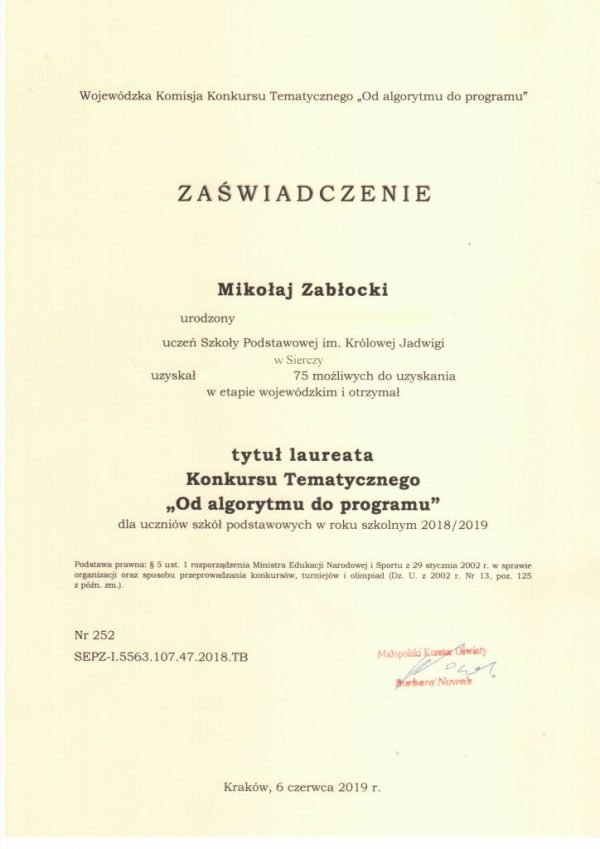 Wojewódzka Komisja Konkursu Tematycznego „Od algorytmu do programu”
ZAŚWIADCZENIE
Mikołaj Zabłocki
urodzony
uczeń Szkoły Podstawowej im. Królowej Jadwigi
w Sierczy
uzyskał 75 możliwych do uzyskania
w etapie wojewódzkim i otrzymał
tytuł laureata
Konkursu Tematycznego
„Od algorytmu do programu”
dla uczniów szkół podstawowych w roku szkolnym 2018/2019
Podstawa prawna: § 5 ust. 1 rozporządzenia Ministra Edukacji Narodowej i Sportu z 29 stycznia 2002 r. w sprawie
organizacji oraz sposobu przeprowadzania konkursów, turniejów i olimpiad (Dz. U. z 2002 r. Nr 13, poz. 125
z późn. zm.).
Nr 252
SEPZ-I.5563.107.47.2018.TB
Małopolski Kurator Oświaty
Barbara Nowak
Kraków, 6 czerwca 2019 r.